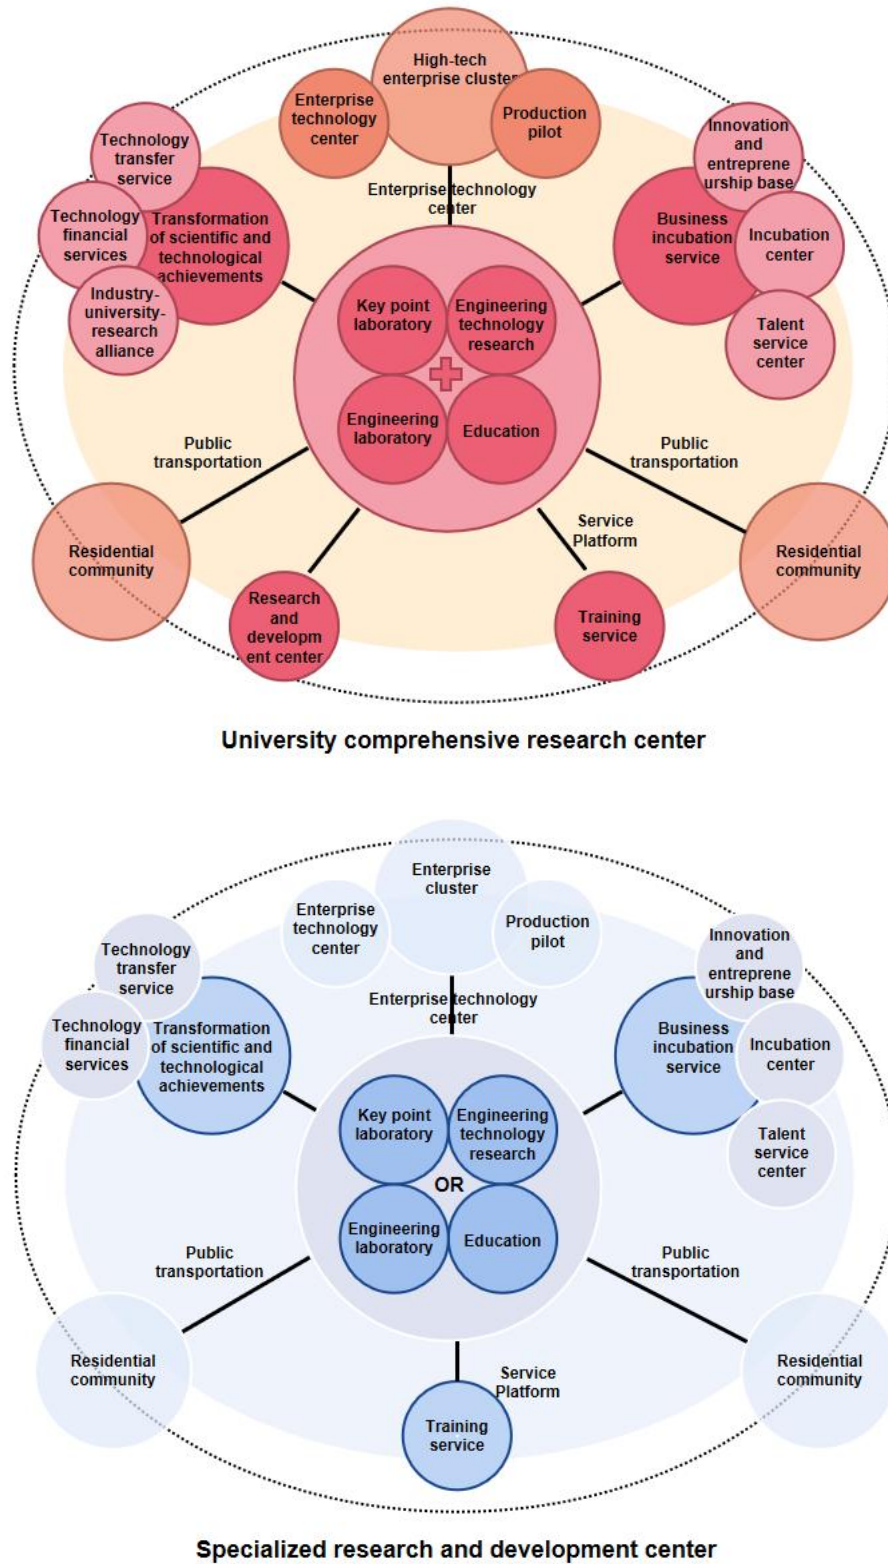 High-tech
enterprise cluster
Enterprise
technology
center
Production
pilot
Technology
transfer
service
Innovation
and
entreprene
urship base
Enterprise technology
center
Technology
financial
services
Transformation
of scientific and
technological
achievements
Business
incubation
service
Incubation
center
Industry-
university-
research
alliance
Key point
laboratory
Engineering
technology
research
Talent
service
center
Engineering
laboratory
Education
Public
transportation
Public
transportation
Service
Platform
Residential
community
Residential
community
Research
and
developm
ent center
Training
service
University comprehensive research center
Enterprise
cluster
Enterprise
technology
center
Production
pilot
Technology
transfer
service
Innovation
and
entreprene
urship base
Enterprise technology
center
Technology
financial
services
Transformation
of scientific and
technological
achievements
Business
incubation
service
Incubation
center
Key point
laboratory
Engineering
technology
research
Talent
service
center
OR
Engineering
laboratory
Education
Public
transportation
Public
transportation
Residential
community
Service
Platform
Residential
community
Training
service
Specialized research and development center